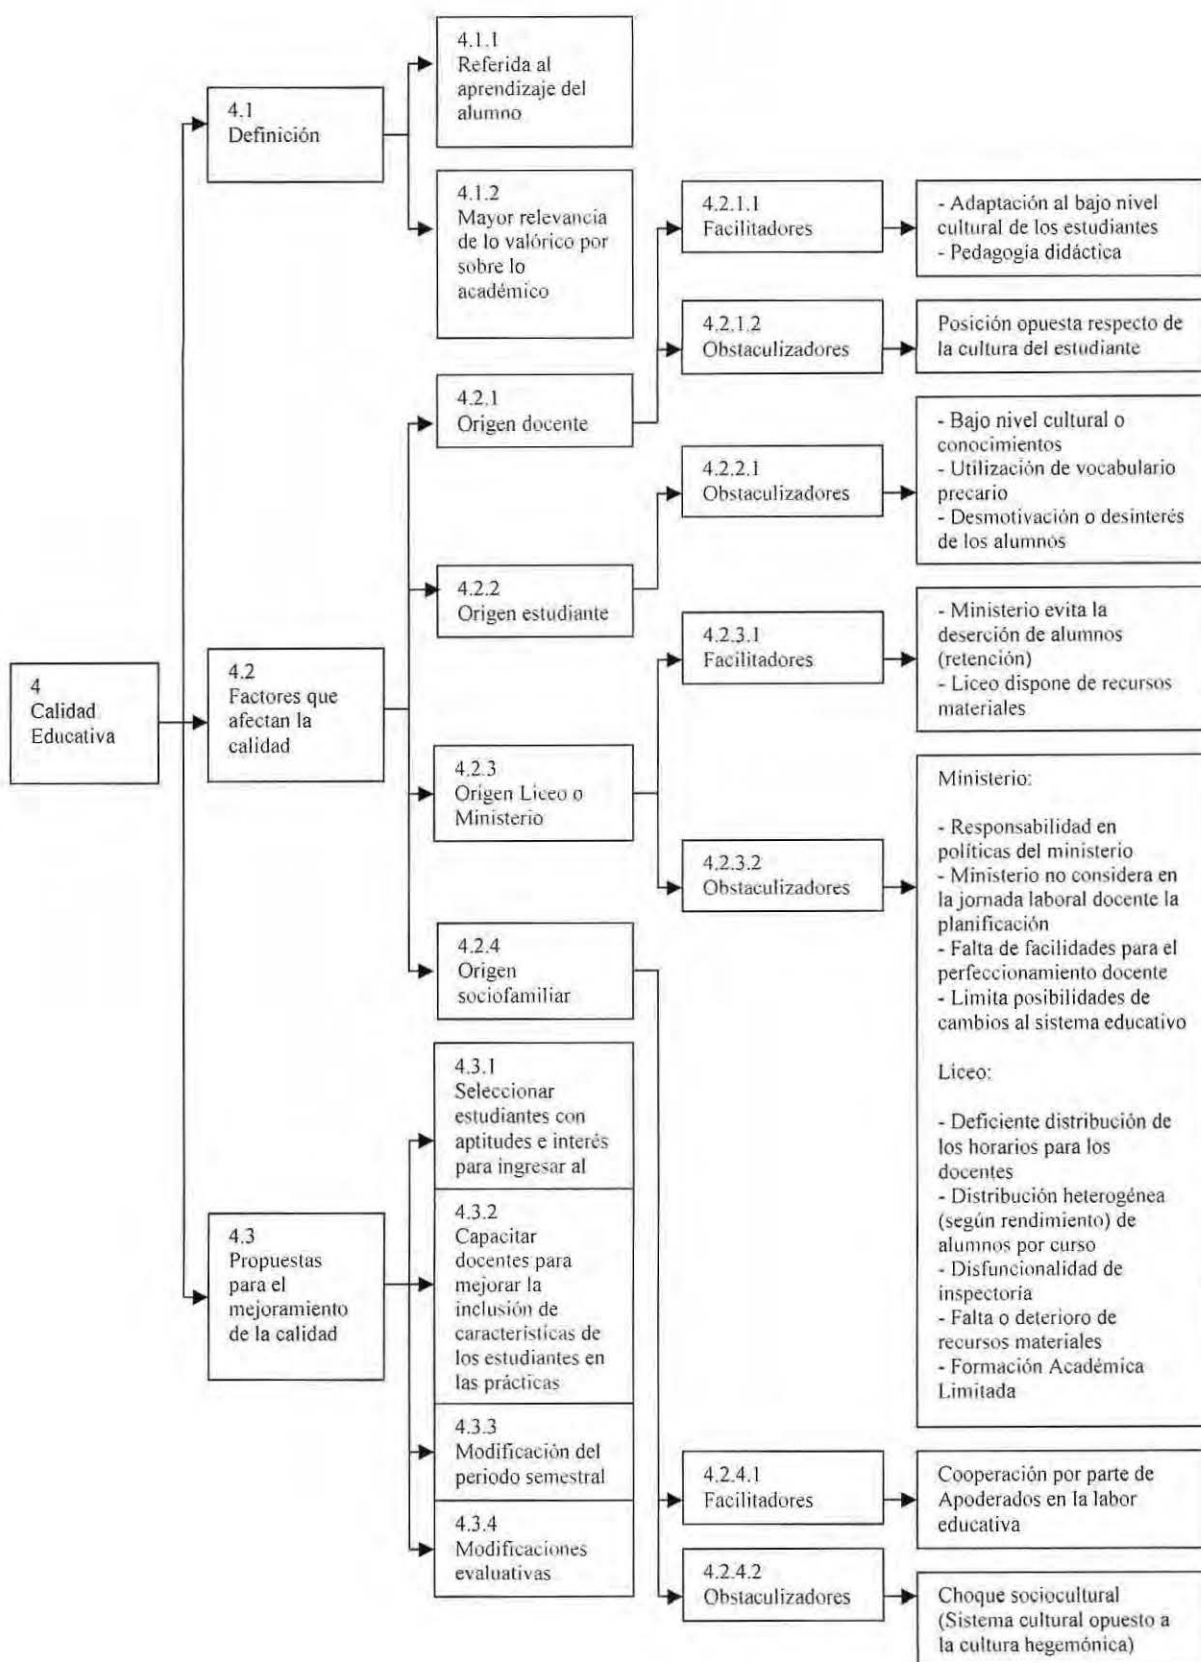 4
Calidad
Educativa
4.1
Definición
4.1.1
Referida al
aprendizaje del
alumno
4.1.2
Mayor relevancia
de lo valórico por
sobre lo
académico
4.2
Factores que
afectan la
calidad
4.2.1
Origen docente
4.2.1.1
Facilitadores
- Adaptación al bajo nivel
cultural de los estudiantes
- Pedagogía didáctica
4.2.1.2
Obstaculizadores
Posición opuesta respecto de
la cultura del estudiante
4.2.2
Origen estudiante
4.2.2.1
Obstaculizadores
- Bajo nivel cultural o
conocimientos
- Utilización de vocabulario
precario
- Desmotivación o desinterés
de los alumnos
4.2.3
Origen Liceo o
Ministerio
4.2.3.1
Facilitadores
- Ministerio evita la
deserción de alumnos
(retención)
- Liceo dispone de recursos
materiales
4.2.3.2
Obstaculizadores
Ministerio:
- Responsabilidad en
políticas del ministerio
- Ministerio no considera en
la jornada laboral docente la
planificación
- Falta de facilidades para el
perfeccionamiento docente
- Limita posibilidades de
cambios al sistema educativo
Liceo:
- Deficiente distribución de
los horarios para los
docentes
- Distribución heterogénea
(según rendimiento) de
alumnos por curso
- Disfuncionalidad de
inspectoría
- Falta o deterioro de
recursos materiales
- Formación Académica
Limitada
4.2.4
Origen
sociofamiliar
4.2.4.1
Facilitadores
Cooperación por parte de
Apoderados en la labor
educativa
4.2.4.2
Obstaculizadores
Choque sociocultural
(Sistema cultural opuesto a
la cultura hegemónica)
4.3
Propuestas
para el
mejoramiento
de la calidad
4.3.1
Seleccionar
estudiantes con
aptitudes e interés
para ingresar al
4.3.2
Capacitar
docentes para
mejorar la
inclusión de
características de
los estudiantes en
las prácticas
4.3.3
Modificación del
periodo semestral
4.3.4
Modificaciones
evaluativas